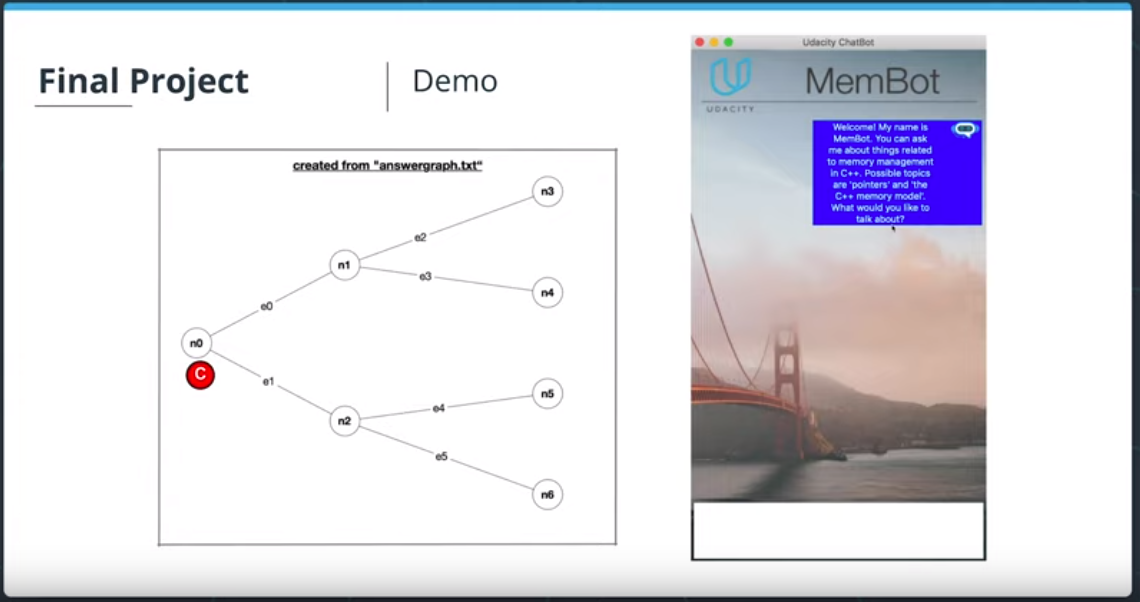 Final Project
Demo
created from "answergraph.txt"
n3
e2
n1
e3
n4
e0
n0
C
e1
n5
e4
n2
e5
n6
Udacity ChatBot
UDACITY
MemBot
Welcome! My name is
MemBot. You can ask
me about things related
to memory management
in C++. Possible topics
are 'pointers' and 'the
C++ memory model'.
What would you like to
talk about?